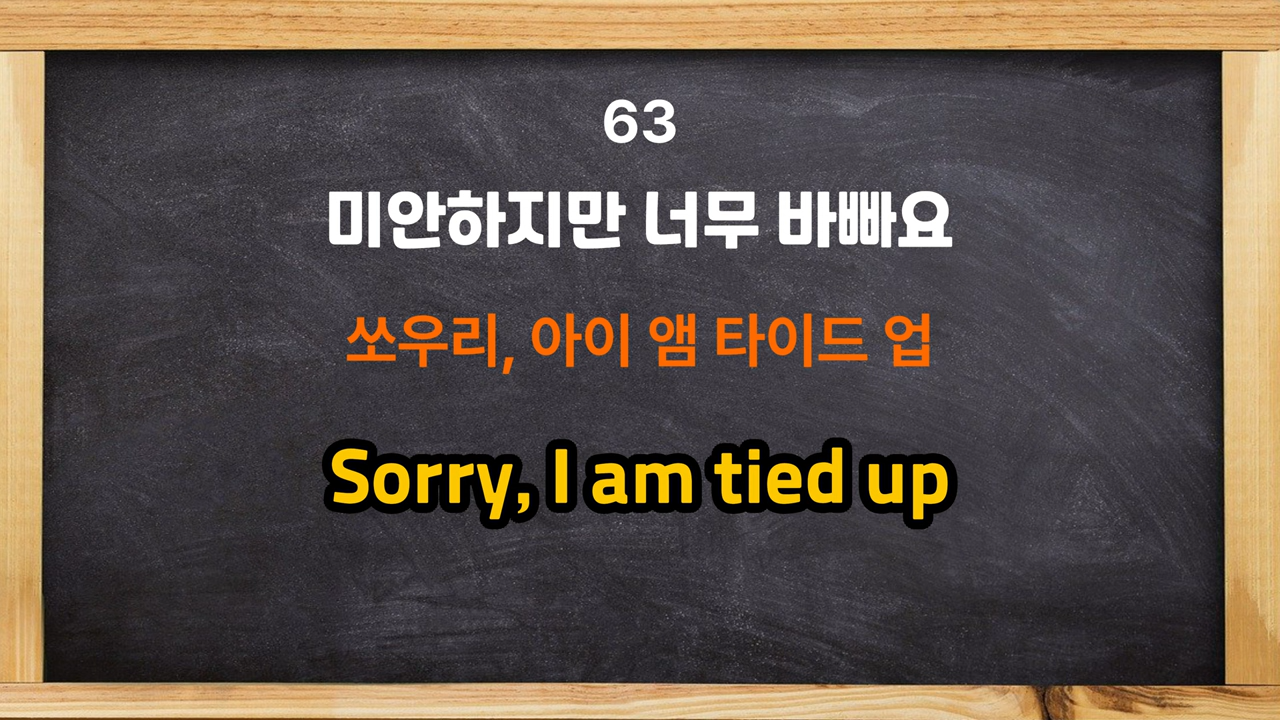 63
미안하지만 너무 바빠요
쏘우리, 아이 앰 타이드 업
Sorry, I am tied up